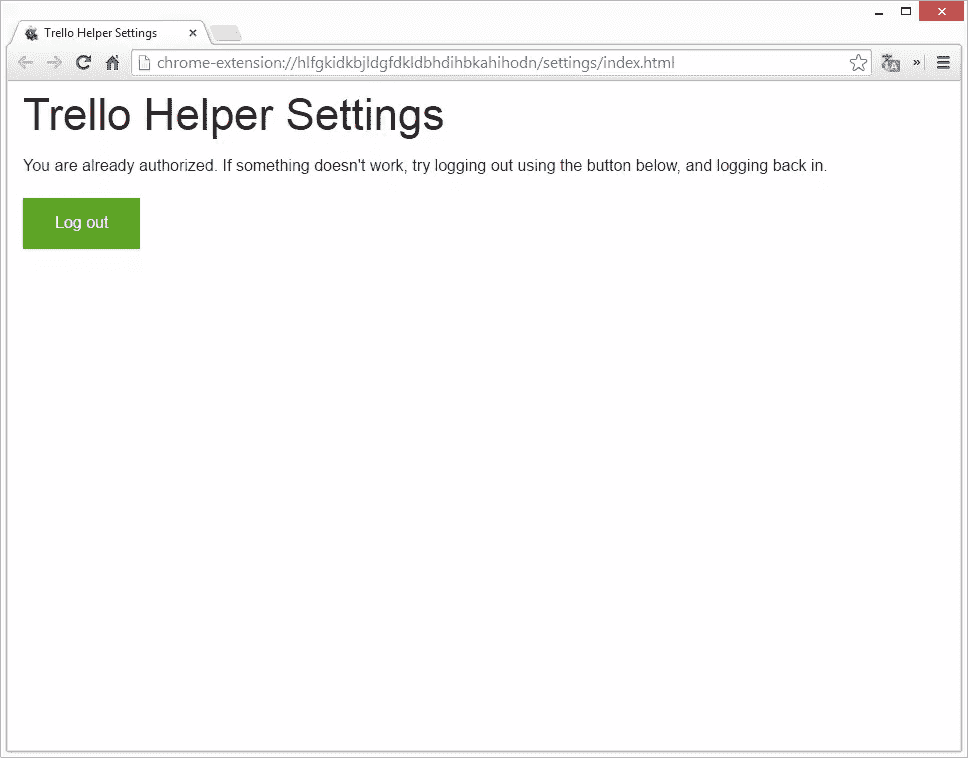 Trello Helper Settings
chrome-extension://hlfgkidkbjldgfdkldbhdihbkahihodn/settings/index.html
Trello Helper Settings
You are already authorized. If something doesn't work, try logging out using the button below, and logging back in.
Log out